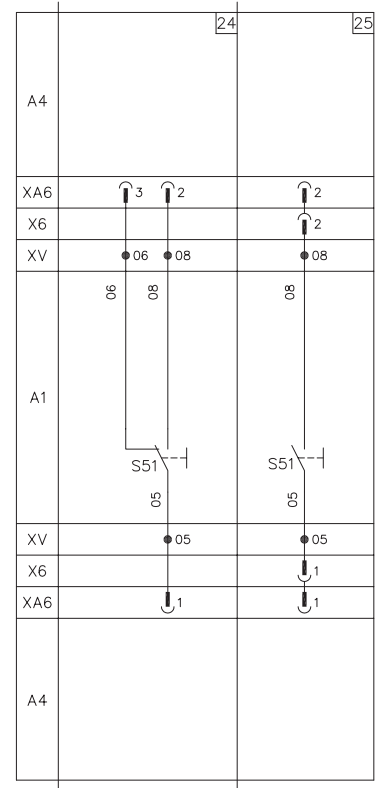 24 25
A4
XA6 3 2 2
X6 2
XV 06 08 08
06 08 08
A1
S51 S51
05 05
XV 05 05
X6 1
XA6 1 1
A4